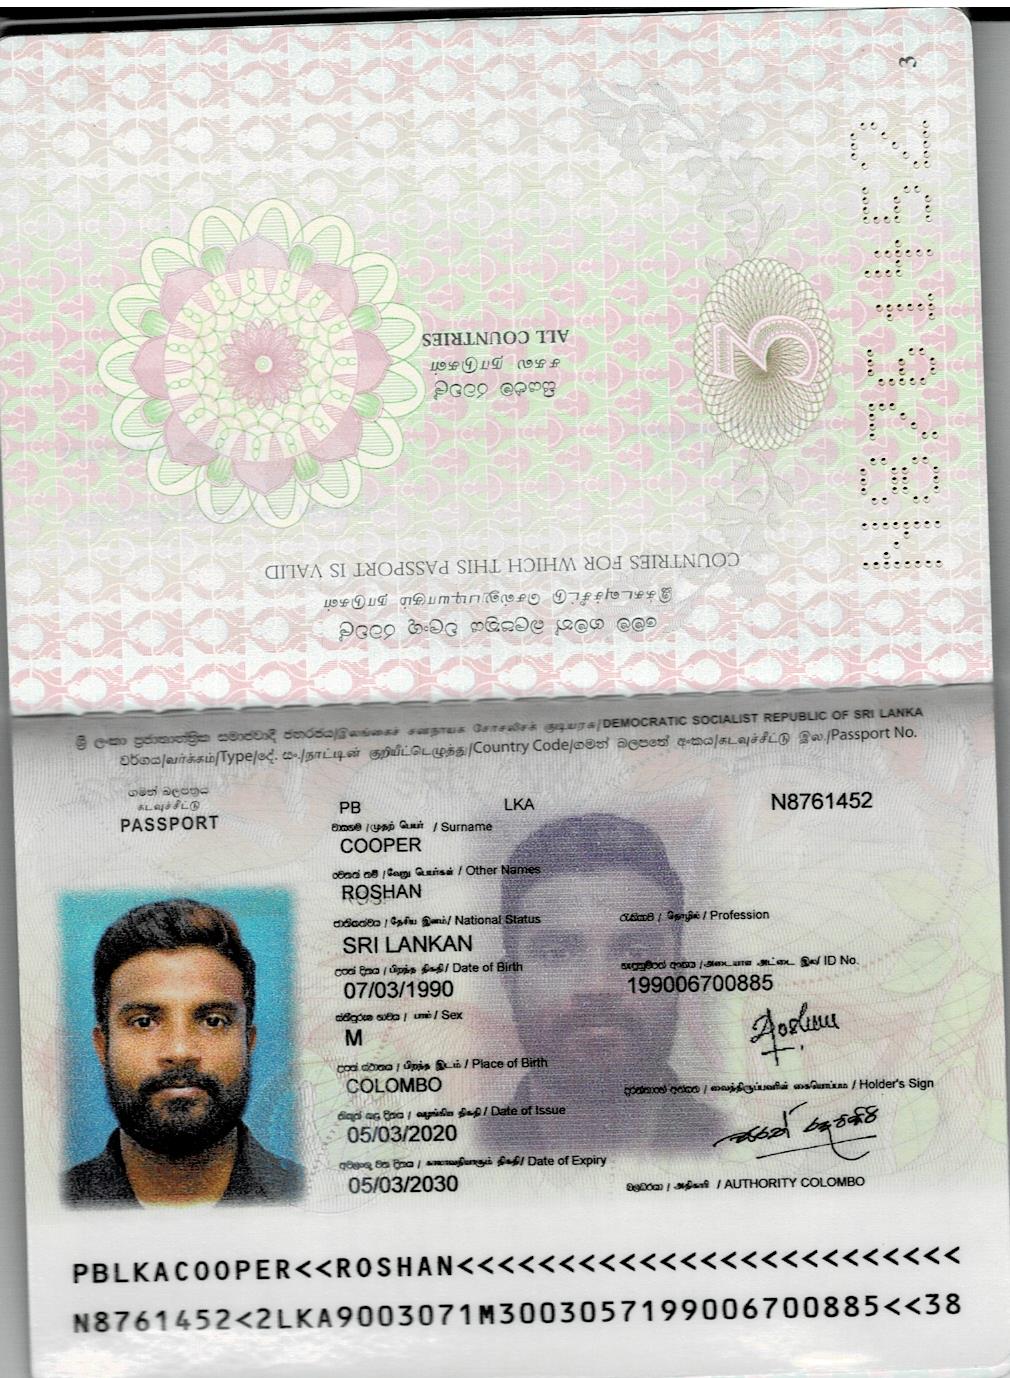 3
N8761452
3
මෙම ගමන් බලපත්‍රය වලංගු රටවල්
இக்கடவுச்சீட்டு செல்லுபடியாகும் நாடுகள்
COUNTRIES FOR WHICH THIS PASSPORT IS VALID
සියළුම රටවල්
சகல நாடுகள்
ALL COUNTRIES
ශ්‍රී ලංකා ප්‍රජාතාන්ත්‍රික සමාජවාදී ජනරජය/இலங்கைச் சனநாயக சோசலிசக் குடியரசு/DEMOCRATIC SOCIALIST REPUBLIC OF SRI LANKA
වර්ගය/வர்க்கம்/Type/දේ. සං./நாட்டின் குறியீட்டெழுத்து/Country Code/ගමන් බලපත්‍ර අංකය/கடவுச்சீட்டு இல./Passport No.
ගමන් බලපත්‍රය
கடவுச்சீட்டு
PASSPORT
PB LKA N8761452
වාසගම / முதற் பெயர் / Surname
COOPER
වෙනත් නම් / வேறு பெயர்கள் / Other Names
ROSHAN
ජාතිකත්වය / தேசிய இனம்/ National Status
රැකියාව / தொழில் / Profession
SRI LANKAN
උපන් දිනය / பிறந்த திகதி / Date of Birth
හැඳුනුම්පත් අංකය /அடையாள அட்டை இல/ ID No.
07/03/1990
199006700885
ස්ත්‍රී/පුරුෂ භාවය / பால் / Sex
M
උපන් ස්ථානය / பிறந்த இடம் / Place of Birth
COLOMBO
Roshan
නිකුත් කළ දිනය / வழங்கிய திகதி / Date of Issue
/ வைத்திருப்பவரின் கையொப்பம் / Holder's Sign
05/03/2020
අවලංගු වන දිනය / காலாவதியாகும் திகதி/ Date of Expiry
05/03/2030
බලධරයා / அதிகாரி / AUTHORITY COLOMBO
PBLKACOOPER<<ROSHAN<<<<<<<<<<<<<<<<<<<<<<<<<
N8761452<2LKA9003071M3003057199006700885<<38